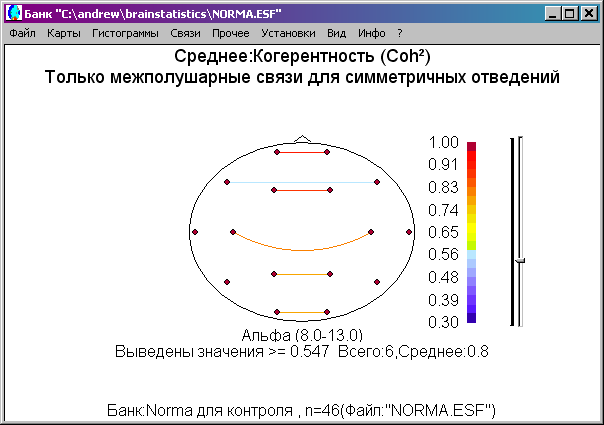 Банк "C:\andrew\brainstatistics\NORMA.ESF"
Файл Карты Гистограммы Связи Прочее Установки Вид Инфо ?
Среднее:Когерентность (Coh²)
Только межполушарные связи для симметричных отведений
1.00
0.91
0.83
0.74
0.65
0.56
0.48
0.39
0.30
Альфа (8.0-13.0)
Выведены значения >= 0.547 Всего:6,Среднее:0.8
Банк:Norma для контроля , n=46(Файл:"NORMA.ESF")